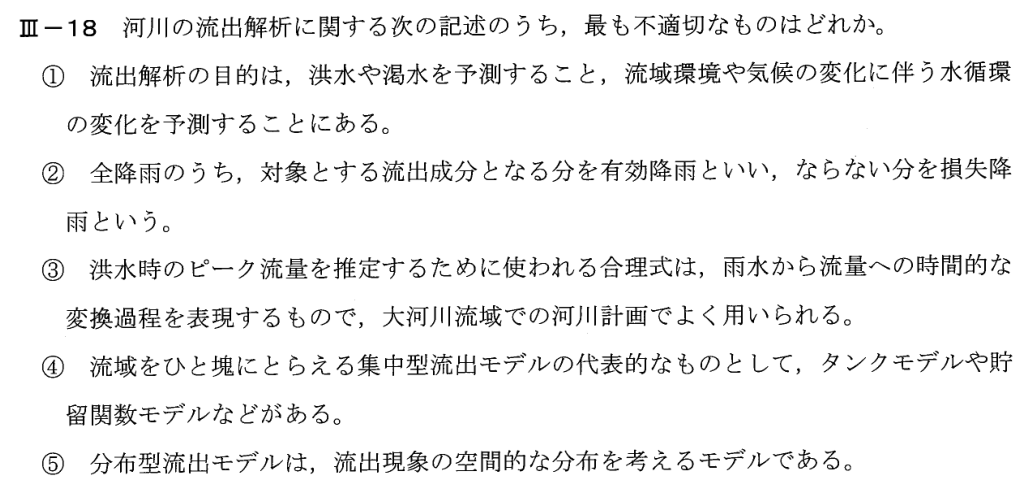 Ⅲ－18　河川の流出解析に関する次の記述のうち，最も不適切なものはどれか。
①　流出解析の目的は，洪水や渇水を予測すること，流域環境や気候の変化に伴う水循環
の変化を予測することにある。
②　全降雨のうち，対象とする流出成分となる分を有効降雨といい，ならない分を損失降
雨という。
③　洪水時のピーク流量を推定するために使われる合理式は，雨水から流量への時間的な
変換過程を表現するもので，大河川流域での河川計画でよく用いられる。
④　流域をひと塊にとらえる集中型流出モデルの代表的なものとして，タンクモデルや貯
留関数モデルなどがある。
⑤　分布型流出モデルは，流出現象の空間的な分布を考えるモデルである。